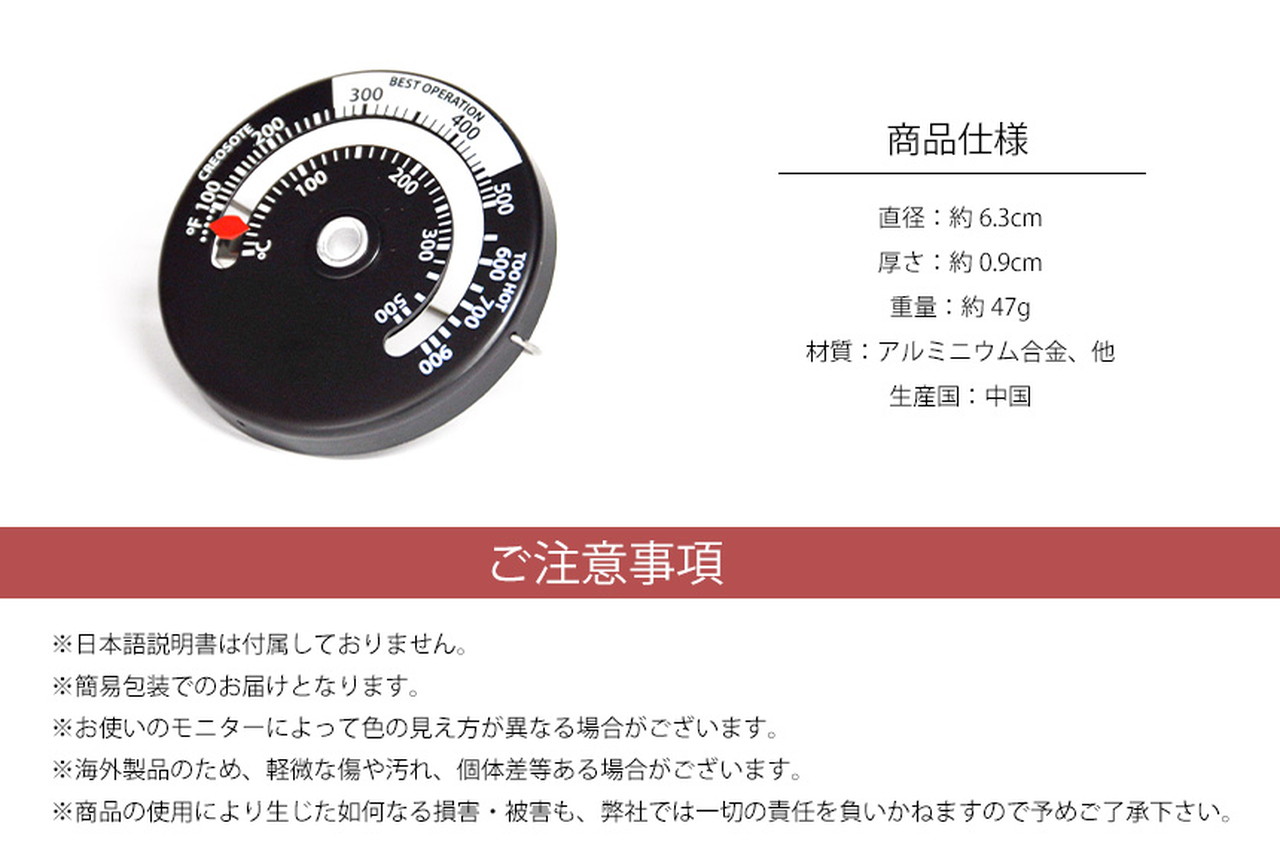 BEST OPERATION
300
400
CREOSOTE
200
100
°F
500
600
TOO HOT
700
900
100
200
300
500
°C
商品仕様
直径：約 6.3cm
厚さ：約 0.9cm
重量：約 47g
材質：アルミニウム合金、他
生産国：中国
ご注意事項
※日本語説明書は付属しておりません。
※簡易包装でのお届けとなります。
※お使いのモニターによって色の見え方が異なる場合がございます。
※海外製品のため、軽微な傷や汚れ、個体差等ある場合がございます。
※商品の使用により生じた如何なる損害・被害も、弊社では一切の責任を負いかねますので予めご了承下さい。